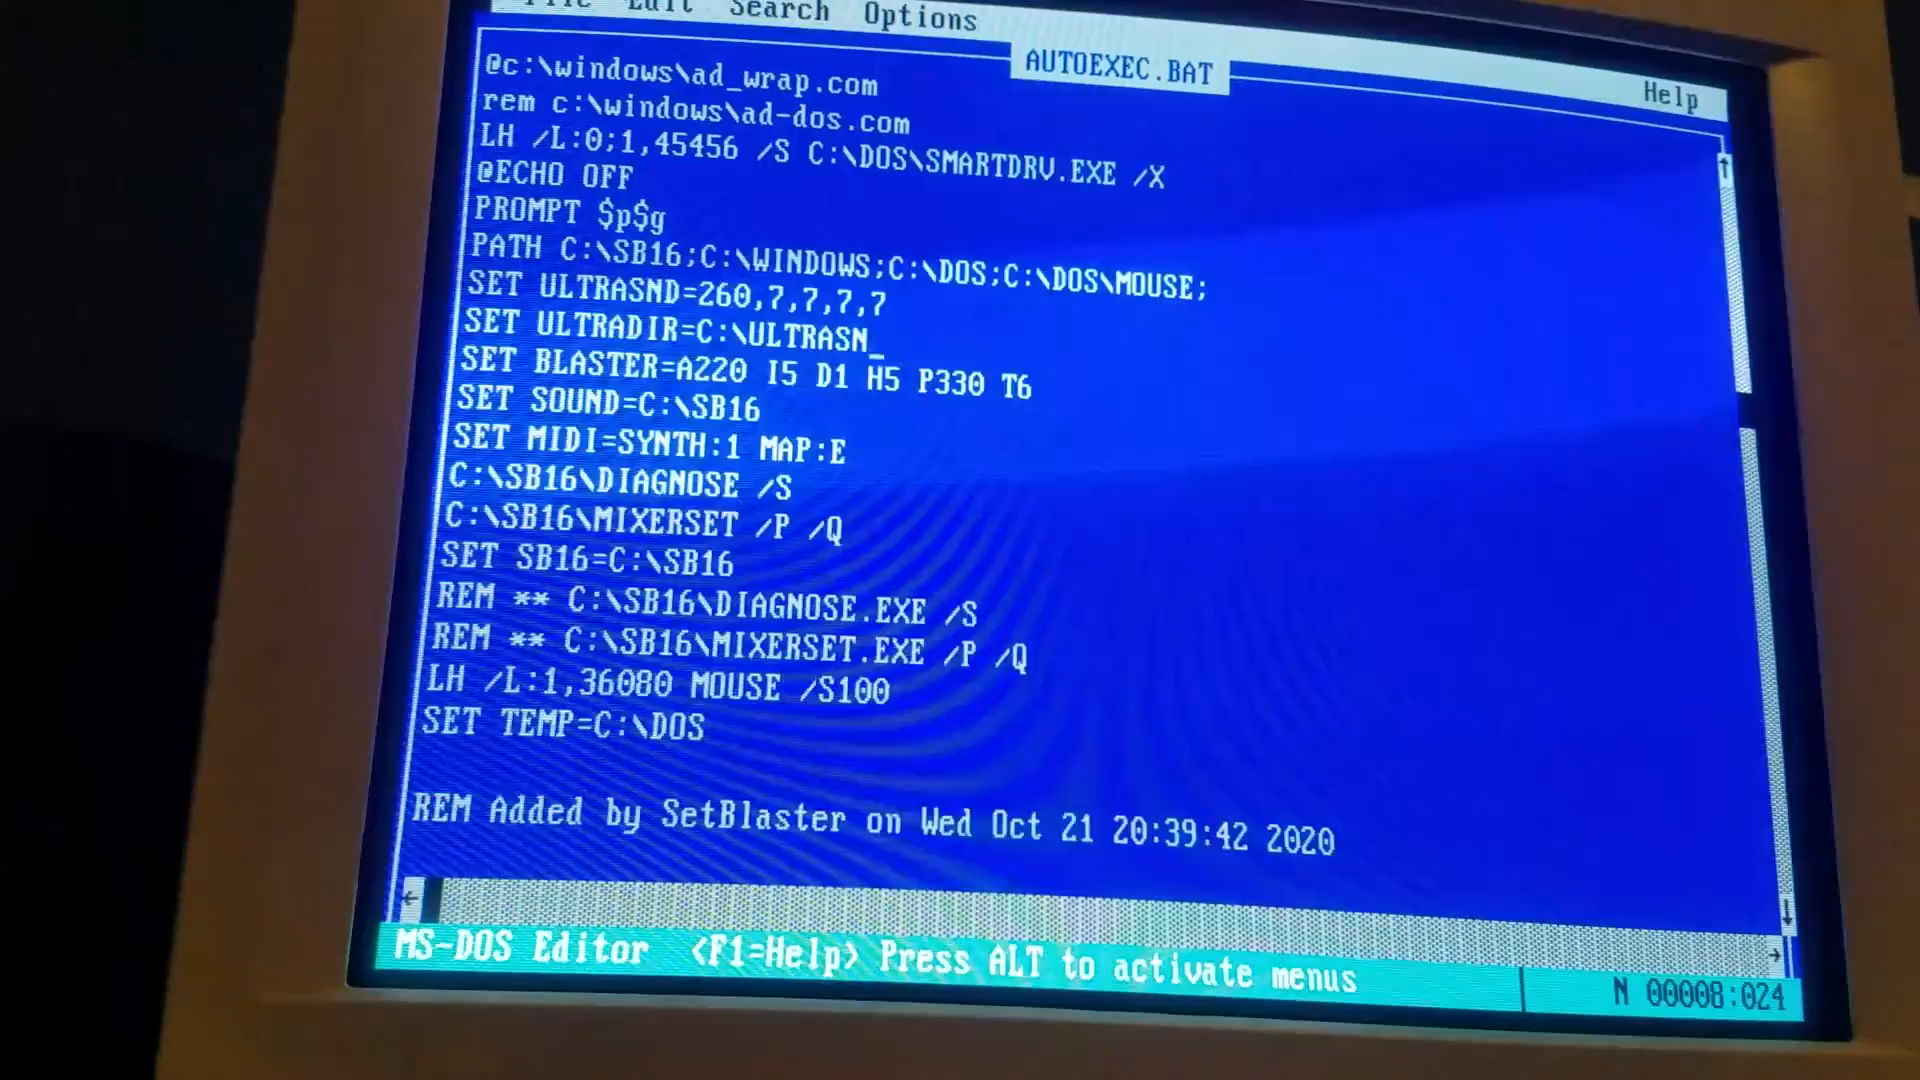 File Edit Search Options
Help
AUTOEXEC.BAT
@c:\windows\ad_wrap.com
rem c:\windows\ad-dos.com
LH /L:0;1,45456 /S C:\DOS\SMARTDRV.EXE /X
@ECHO OFF
PROMPT $p$g
PATH C:\SB16;C:\WINDOWS;C:\DOS;C:\DOS\MOUSE;
SET ULTRASND=260,7,7,7,7
SET ULTRADIR=C:\ULTRASN_
SET BLASTER=A220 I5 D1 H5 P330 T6
SET SOUND=C:\SB16
SET MIDI=SYNTH:1 MAP:E
C:\SB16\DIAGNOSE /S
C:\SB16\MIXERSET /P /Q
SET SB16=C:\SB16
REM ** C:\SB16\DIAGNOSE.EXE /S
REM ** C:\SB16\MIXERSET.EXE /P /Q
LH /L:1,36080 MOUSE /S100
SET TEMP=C:\DOS
REM Added by SetBlaster on Wed Oct 21 20:39:42 2020
MS-DOS Editor <F1=Help> Press ALT to activate menus
N 00008:024